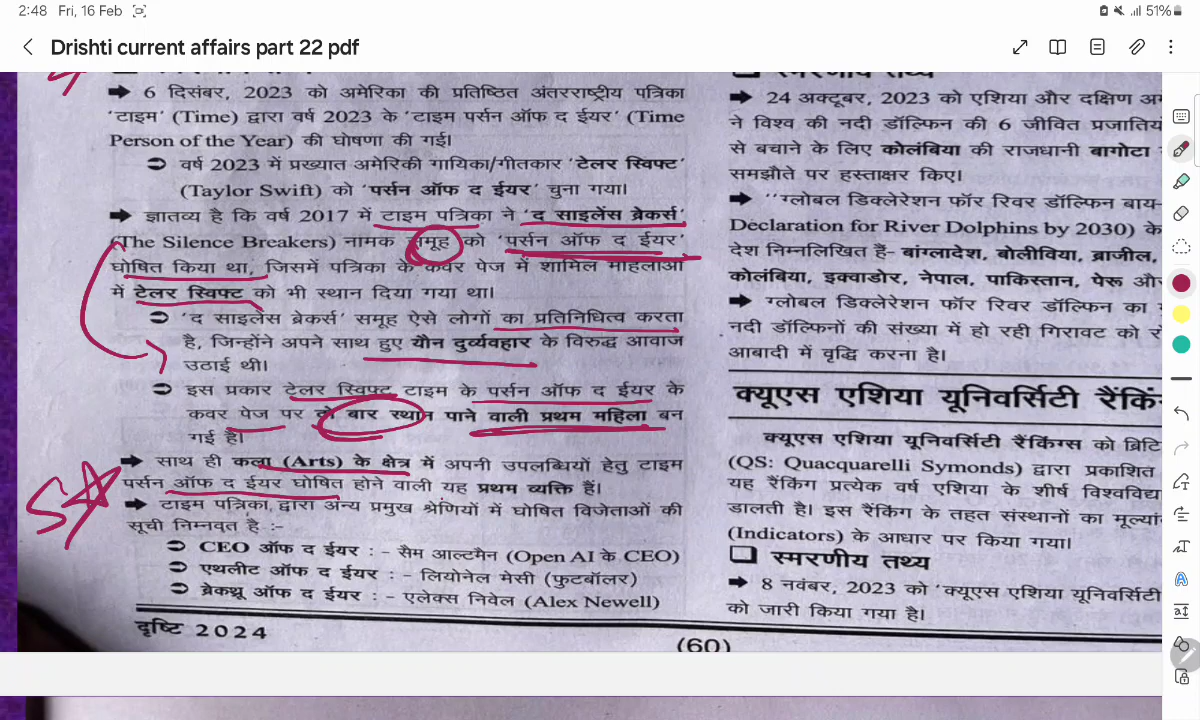 2:48 Fri, 16 Feb
51%
Drishti current affairs part 22 pdf
➡ 6 दिसंबर, 2023 को अमेरिका की प्रतिष्ठित अंतरराष्ट्रीय पत्रिका
'टाइम' (Time) द्वारा वर्ष 2023 के 'टाइम पर्सन ऑफ द ईयर' (Time
Person of the Year) की घोषणा की गई।
वर्ष 2023 में प्रख्यात अमेरिकी गायिका/गीतकार 'टेलर स्विफ्ट'
(Taylor Swift) को 'पर्सन ऑफ द ईयर' चुना गया।
➡ ज्ञातव्य है कि वर्ष 2017 में टाइम पत्रिका ने 'द साइलेंस ब्रेकर्स'
(The Silence Breakers) नामक समूह को 'पर्सन ऑफ द ईयर'
घोषित किया था, जिसमें पत्रिका के कवर पेज में शामिल महिलाओं
में टेलर स्विफ्ट को भी स्थान दिया गया था।
'द साइलेंस ब्रेकर्स' समूह ऐसे लोगों का प्रतिनिधित्व करता
है, जिन्होंने अपने साथ हुए यौन दुर्व्यवहार के विरुद्ध आवाज
उठाई थी।
इस प्रकार टेलर स्विफ्ट टाइम के पर्सन ऑफ द ईयर के
कवर पेज पर दो बार स्थान पाने वाली प्रथम महिला बन
गई है।
➡ साथ ही कला (Arts) के क्षेत्र में अपनी उपलब्धियों हेतु टाइम
पर्सन ऑफ द ईयर घोषित होने वाली यह प्रथम व्यक्ति हैं।
➡ टाइम पत्रिका द्वारा अन्य प्रमुख श्रेणियों में घोषित विजेताओं की
सूची निम्नवत है :-
CEO ऑफ द ईयर : - सैम आल्टमैन (Open AI के CEO)
एथलीट ऑफ द ईयर : - लियोनेल मेसी (फुटबॉलर)
ब्रेकथ्रू ऑफ द ईयर : - एलेक्स निवेल (Alex Newell)
दृष्टि 2024
(60)
स्मरणीय तथ्य
➡ 24 अक्टूबर, 2023 को एशिया और दक्षिण
ने विश्व की नदी डॉल्फिन की 6 जीवित
से बचाने के लिए कोलंबिया की राजधानी बागोटा
समझौते पर हस्ताक्षर किए।
➡ "ग्लोबल डिक्लेरेशन फॉर रिवर डॉल्फिन बाय-
Declaration for River Dolphins by 2030) के
देश निम्नलिखित हैं- बांग्लादेश, बोलीविया, ब्राजील,
कोलंबिया, इक्वाडोर, नेपाल, पाकिस्तान, पेरू
➡ ग्लोबल डिक्लेरेशन फॉर रिवर डॉल्फिन का
नदी डॉल्फिनों की संख्या में हो रही गिरावट को
आबादी में वृद्धि करना है।
क्यूएस एशिया यूनिवर्सिटी
क्यूएस एशिया यूनिवर्सिटी रैंकिंग्स को
(QS: Quacquarelli Symonds) द्वारा प्रकाशित
यह रैंकिंग प्रत्येक वर्ष एशिया के शीर्ष
डालती है। इस रैंकिंग के तहत संस्थानों का
(Indicators) के आधार पर किया गया।
स्मरणीय तथ्य
➡ 8 नवंबर, 2023 को 'क्यूएस एशिया यूनिवर्सिटी
को जारी किया गया है।